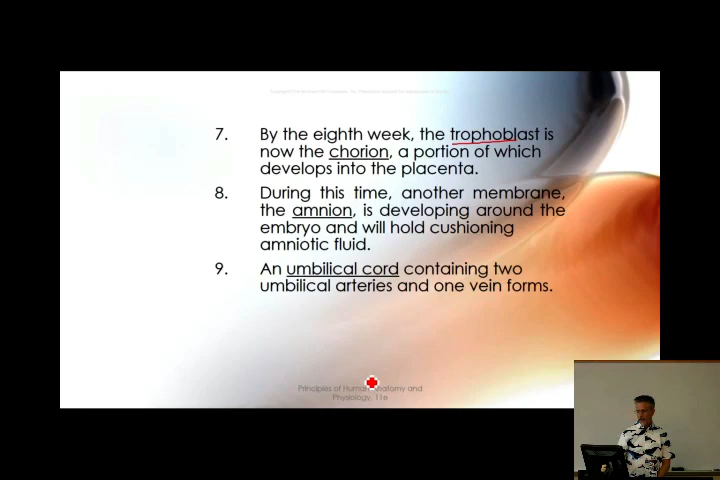 7. By the eighth week, the trophoblast is
now the chorion, a portion of which
develops into the placenta.
8. During this time, another membrane,
the amnion, is developing around the
embryo and will hold cushioning
amniotic fluid.
9. An umbilical cord containing two
umbilical arteries and one vein forms.
Principles of Human Anatomy and
Physiology, 11e